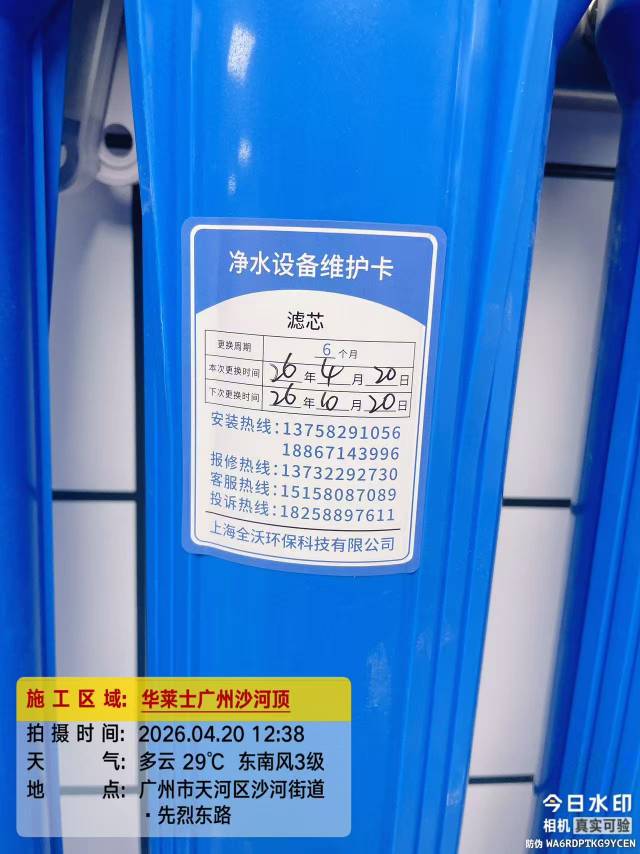 净水设备维护卡
滤芯
更换周期 6 个月
本次更换时间 26 年 4 月 20 日
下次更换时间 26 年 10 月 20 日
安装热线:13758291056
18867143996
报修热线:13732292730
客服热线:15158087089
投诉热线:18258897611
上海全沃环保科技有限公司
施工区域: 华莱士广州沙河顶
拍摄时间: 2026.04.20 12:38
天 气: 多云 29℃ 东南风3级
地 点: 广州市天河区沙河街道
·先烈东路
今日水印
相机 真实可验
防伪 WA6RDPTKG9YCEN